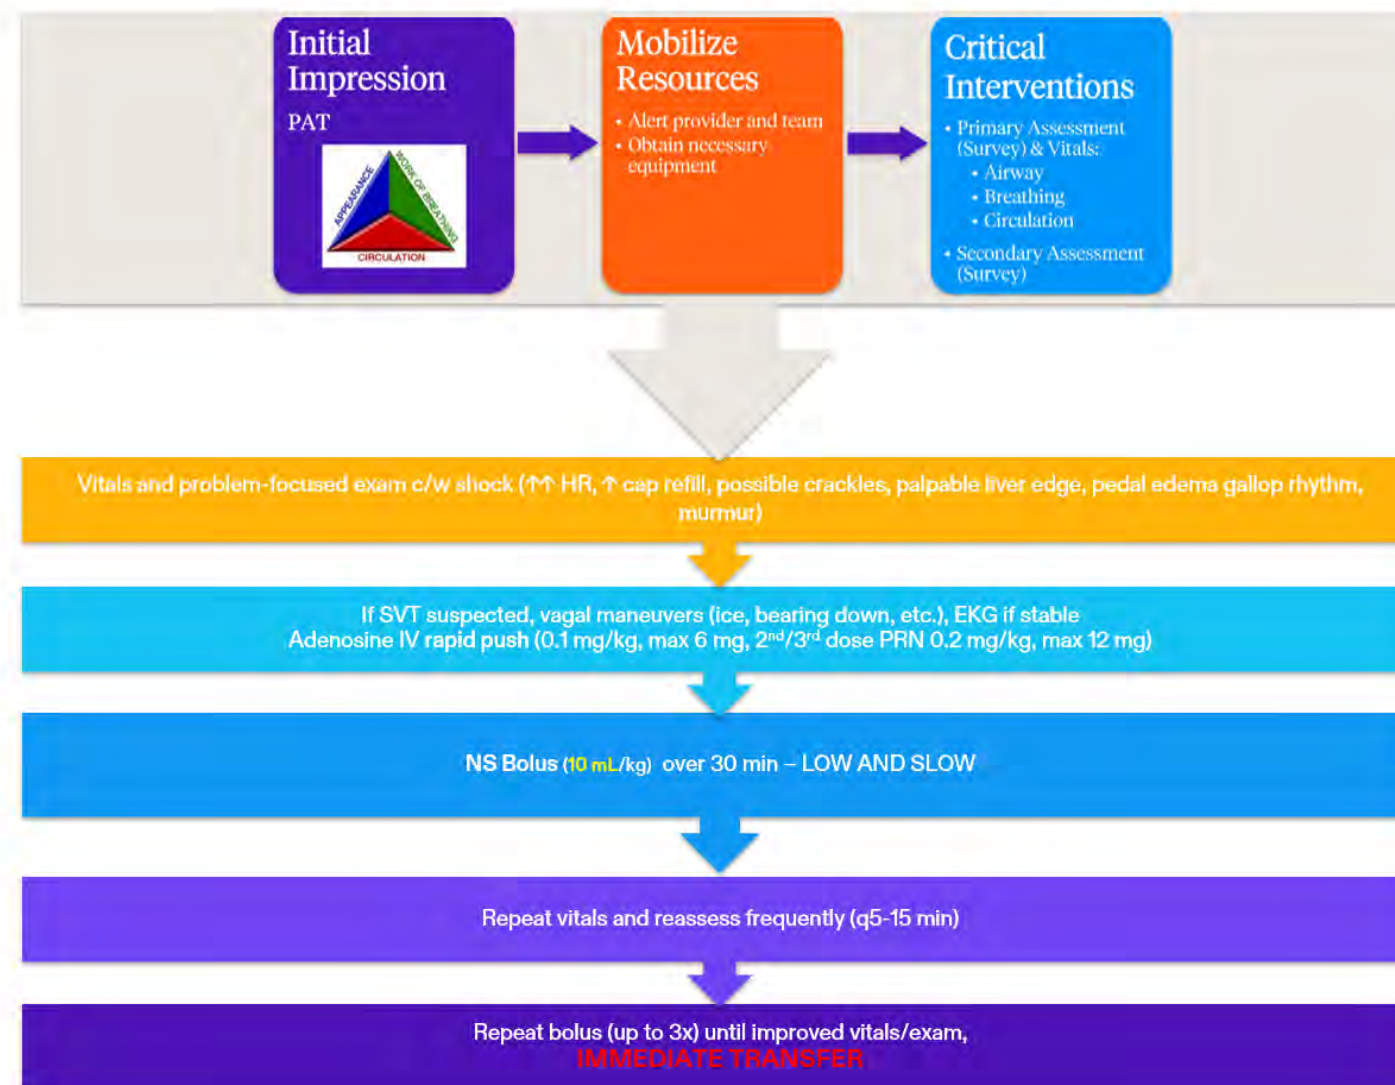 Initial
Impression
PAT
APPEARANCE
WORK OF BREATHING
CIRCULATION
Mobilize
Resources
• Alert provider and team
• Obtain necessary
equipment
Critical
Interventions
• Primary Assessment
(Survey) & Vitals:
• Airway
• Breathing
• Circulation
• Secondary Assessment
(Survey)
Vitals and problem-focused exam c/w shock (↑↑ HR, ↑ cap refill, possible crackles, palpable liver edge, pedal edema gallop rhythm,
murmur)
If SVT suspected, vagal maneuvers (ice, bearing down, etc.), EKG if stable
Adenosine IV rapid push (0.1 mg/kg, max 6 mg, 2nd/3rd dose PRN 0.2 mg/kg, max 12 mg)
NS Bolus (10 mL/kg) over 30 min – LOW AND SLOW
Repeat vitals and reassess frequently (q5-15 min)
Repeat bolus (up to 3x) until improved vitals/exam,
IMMEDIATE TRANSFER